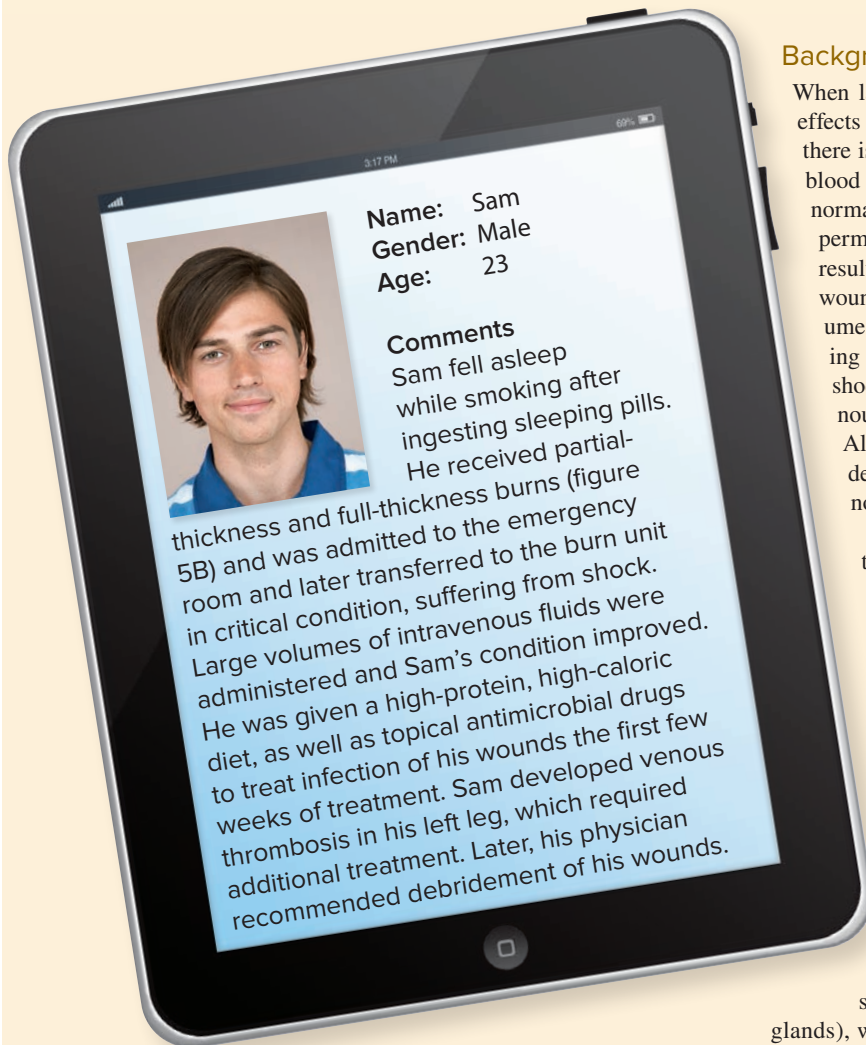 3:17 PM
69%
Name: Sam
Gender: Male
Age: 23
Comments
Sam fell asleep
while smoking after
ingesting sleeping pills.
He received partial-
thickness and full-thickness burns (figure
5B) and was admitted to the emergency
room and later transferred to the burn unit
in critical condition, suffering from shock.
Large volumes of intravenous fluids were
administered and Sam's condition improved.
He was given a high-protein, high-caloric
diet, as well as topical antimicrobial drugs
to treat infection of his wounds the first few
weeks of treatment. Sam developed venous
thrombosis in his left leg, which required
additional treatment. Later, his physician
recommended debridement of his wounds.
Backgr
When l
effects
there is
blood
norma
perm
resul
woun
ume
ing
shoc
nou
Al
de
no
t
s
glands), w